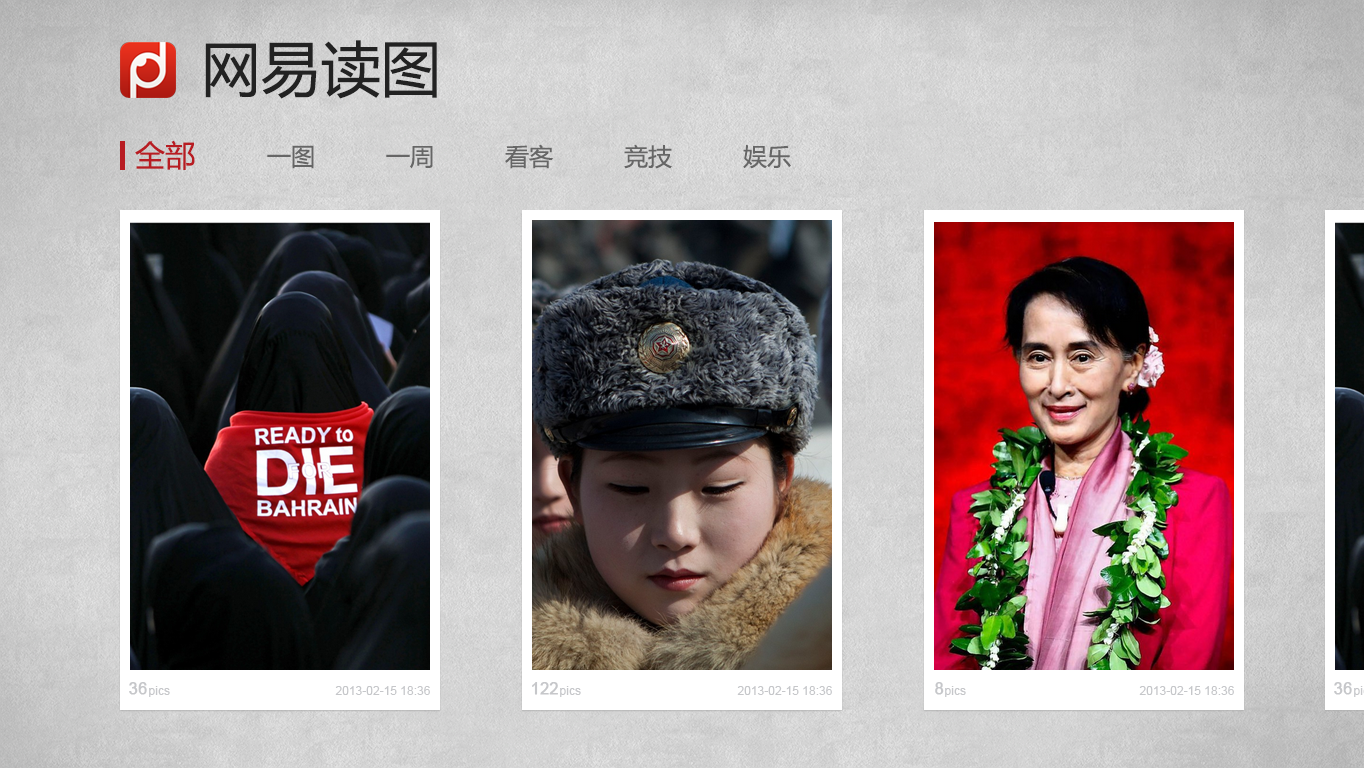 网易读图
全部 一图 一周 看客 竞技 娱乐
READY to
DIE
FOR
BAHRAIN
36pics 2013-02-15 18:36
122pics 2013-02-15 18:36
8pics 2013-02-15 18:36
36pi